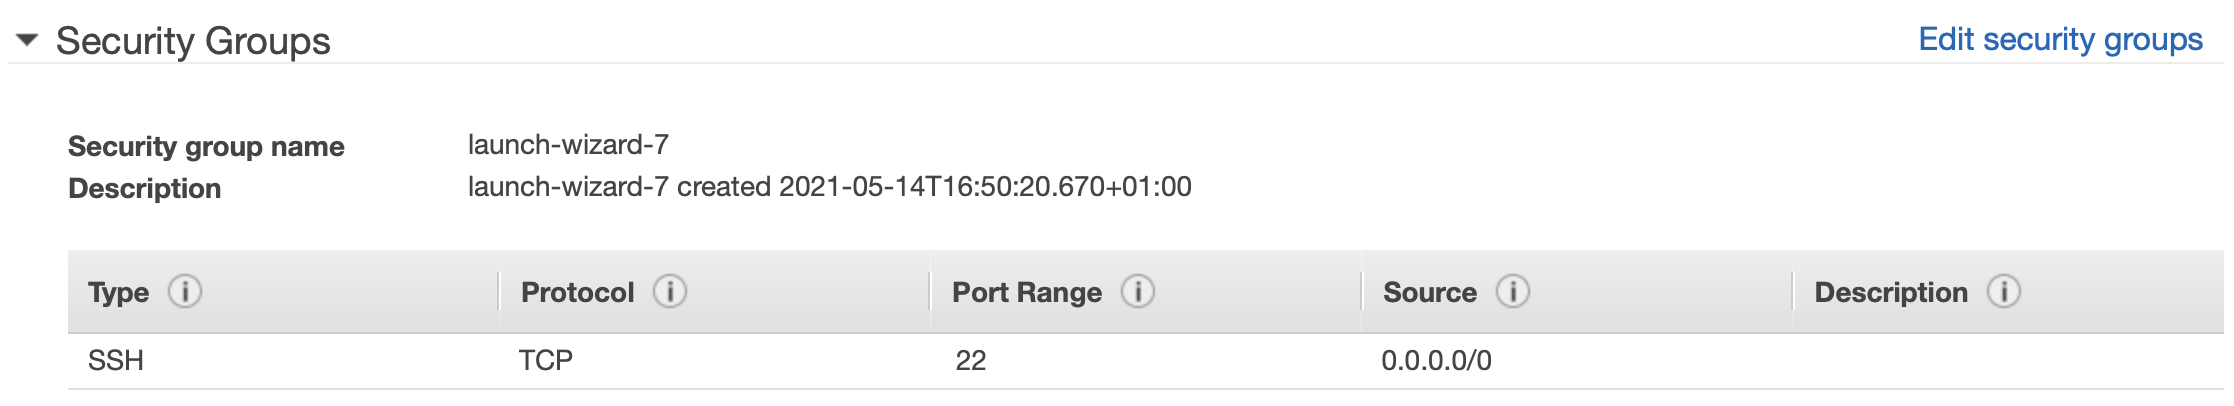 Security Groups
Edit security groups
Security group name launch-wizard-7
Description launch-wizard-7 created 2021-05-14T16:50:20.670+01:00
Type Protocol Port Range Source Description
SSH TCP 22 0.0.0.0/0